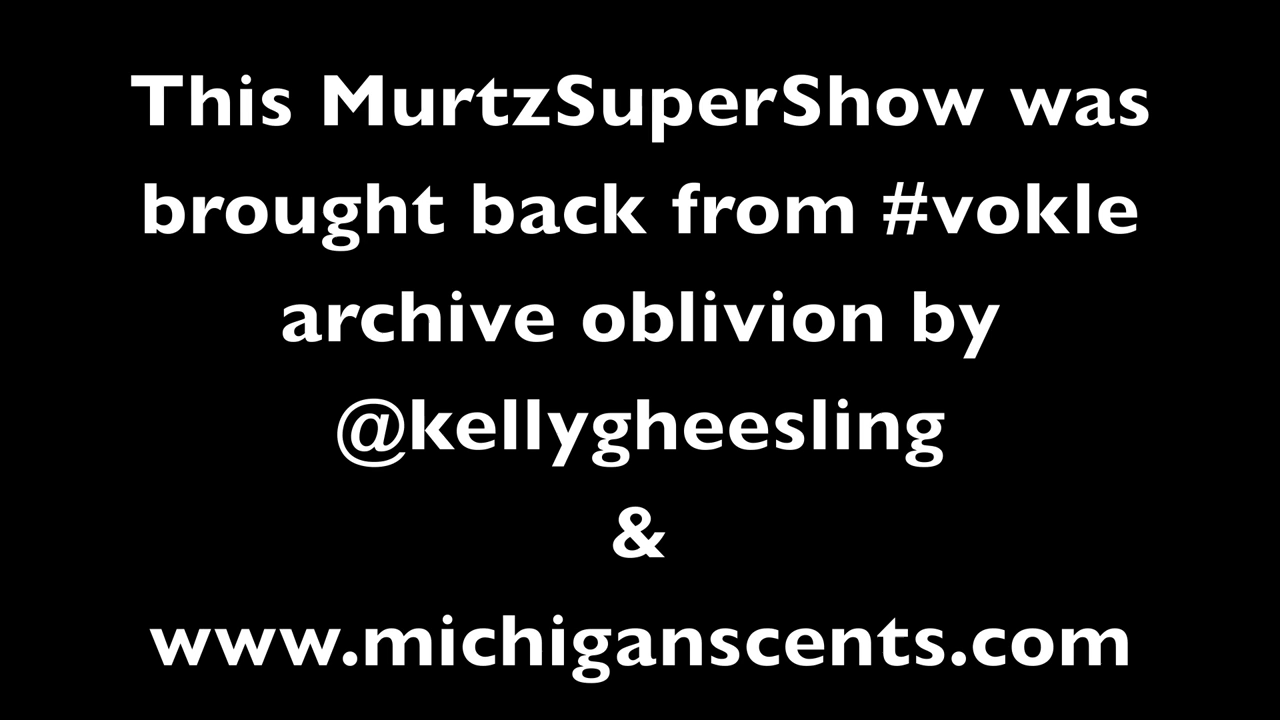 This MurtzSuperShow was
brought back from #vokle
archive oblivion by
@kellygheesling
&
www.michiganscents.com